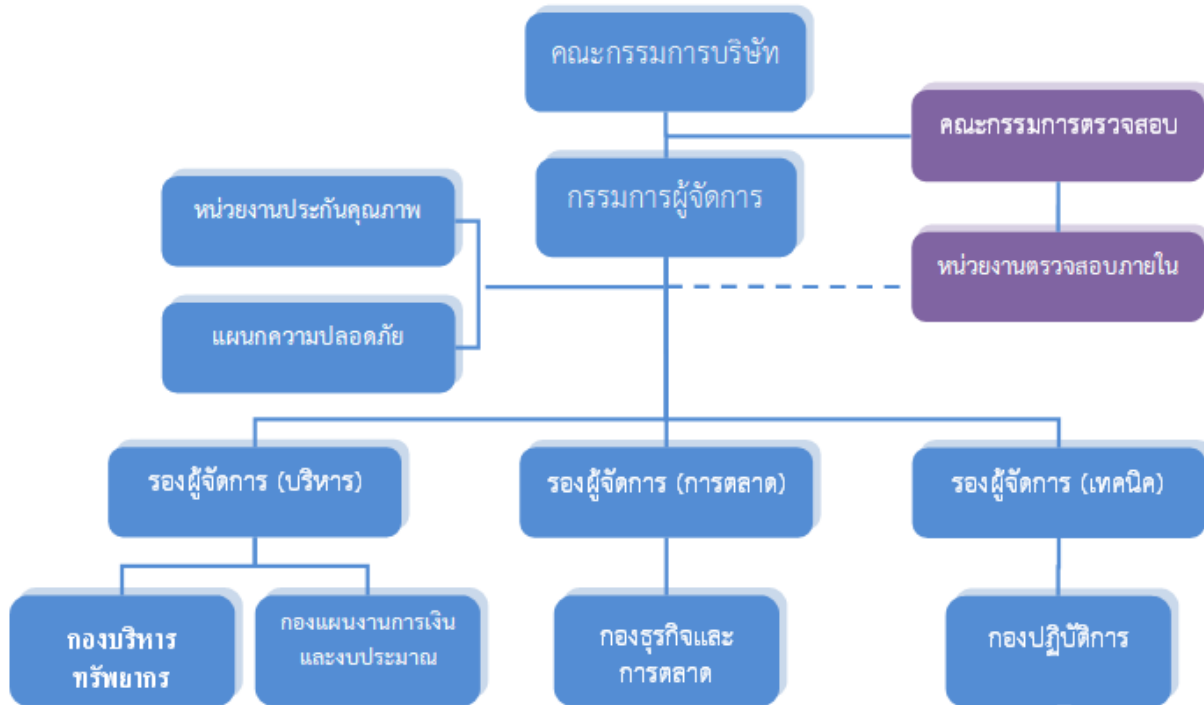 คณะกรรมการบริษัท
คณะกรรมการตรวจสอบ
กรรมการผู้จัดการ
หน่วยงานประกันคุณภาพ
หน่วยงานตรวจสอบภายใน
แผนกความปลอดภัย
รองผู้จัดการ (บริหาร)
รองผู้จัดการ (การตลาด)
รองผู้จัดการ (เทคนิค)
กองบริหาร
ทรัพยากร
กองแผนงานการเงิน
และงบประมาณ
กองธุรกิจและ
การตลาด
กองปฏิบัติการ